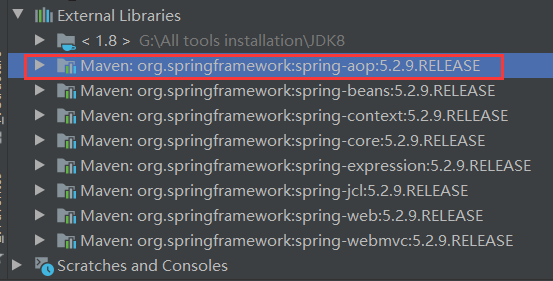 External Libraries
< 1.8 > G:\All tools installation\JDK8
Maven: org.springframework:spring-aop:5.2.9.RELEASE
Maven: org.springframework:spring-beans:5.2.9.RELEASE
Maven: org.springframework:spring-context:5.2.9.RELEASE
Maven: org.springframework:spring-core:5.2.9.RELEASE
Maven: org.springframework:spring-expression:5.2.9.RELEASE
Maven: org.springframework:spring-jcl:5.2.9.RELEASE
Maven: org.springframework:spring-web:5.2.9.RELEASE
Maven: org.springframework:spring-webmvc:5.2.9.RELEASE
Scratches and Consoles